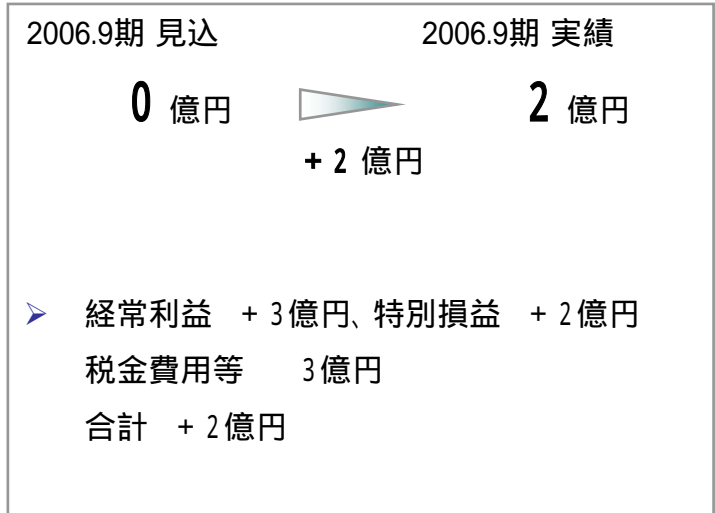 2006.9期 見込 2006.9期 実績
0 億円 2 億円
+ 2 億円
➢ 経常利益 + 3億円、特別損益 + 2億円
税金費用等 3億円
合計 + 2億円